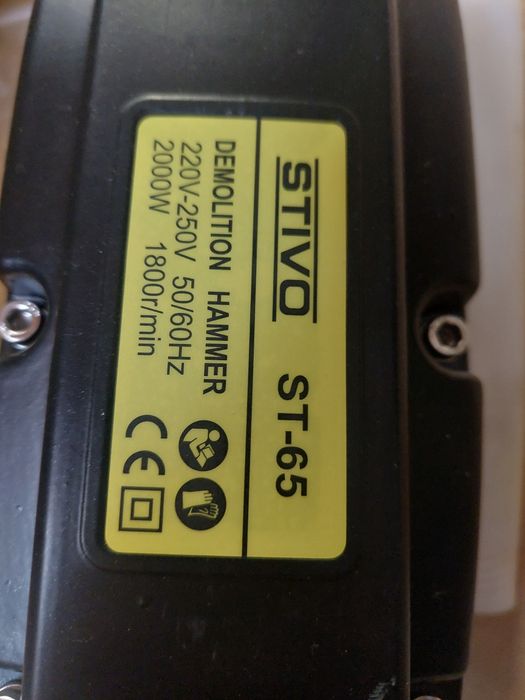 STIVO ST-65
DEMOLITION HAMMER
220V-250V 50/60Hz
2000W 1800r/min
CE